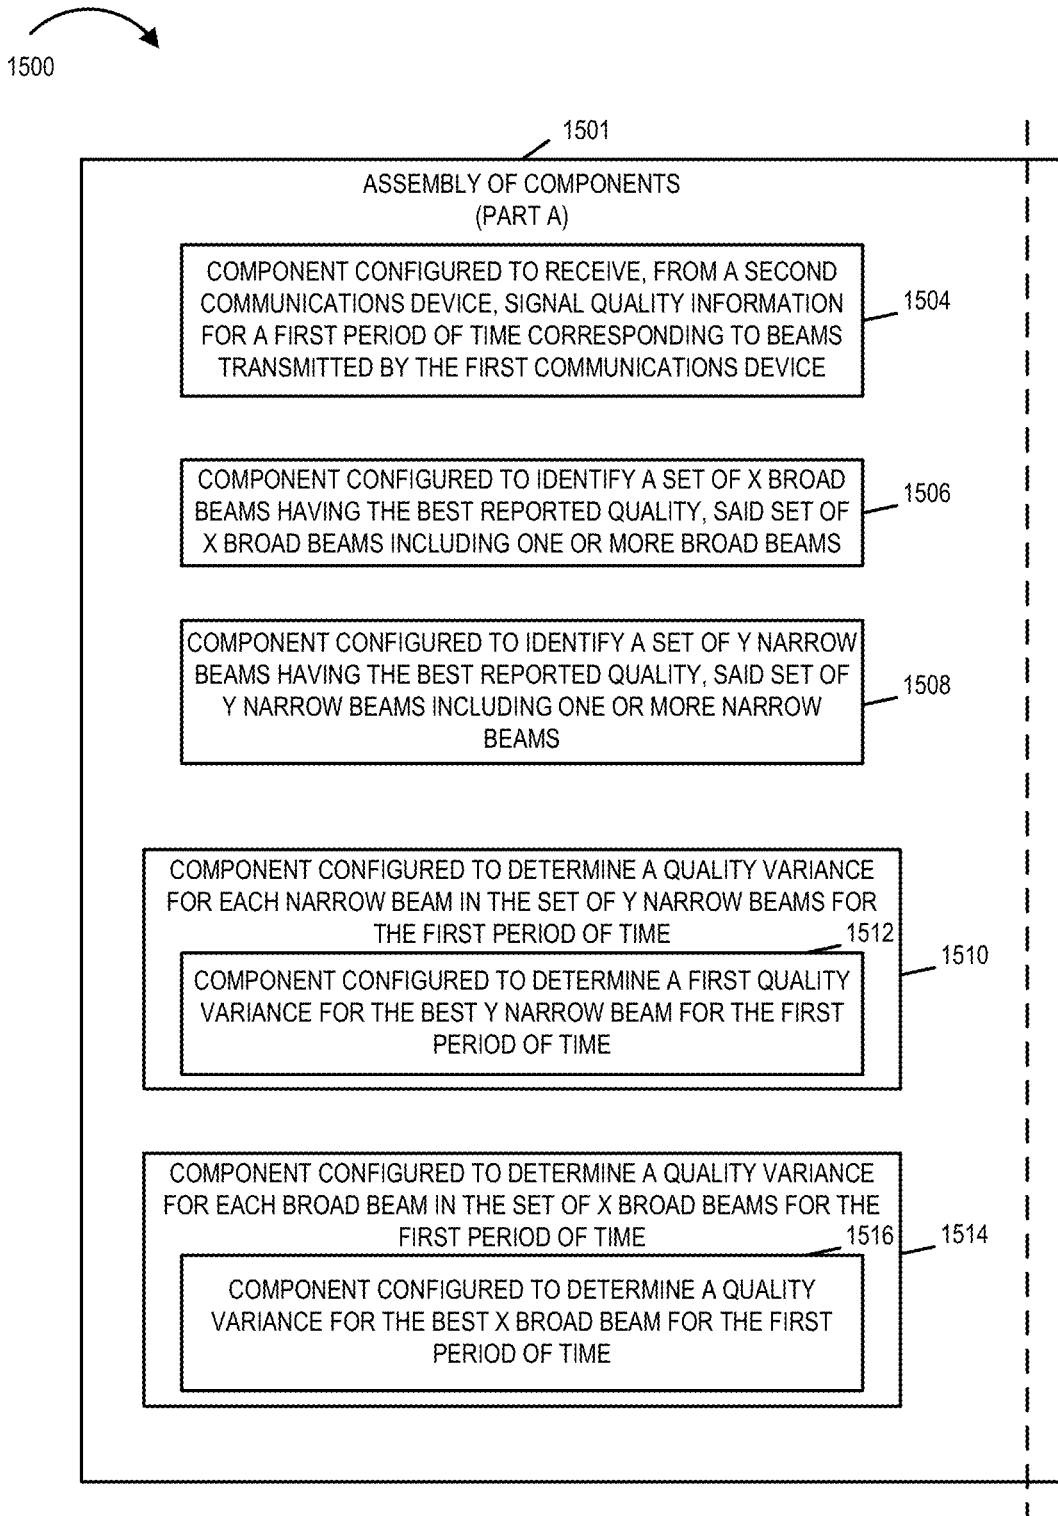 1500
1501
ASSEMBLY OF COMPONENTS
(PART A)
COMPONENT CONFIGURED TO RECEIVE, FROM A SECOND
COMMUNICATIONS DEVICE, SIGNAL QUALITY INFORMATION
FOR A FIRST PERIOD OF TIME CORRESPONDING TO BEAMS
TRANSMITTED BY THE FIRST COMMUNICATIONS DEVICE
1504
COMPONENT CONFIGURED TO IDENTIFY A SET OF X BROAD
BEAMS HAVING THE BEST REPORTED QUALITY, SAID SET OF
X BROAD BEAMS INCLUDING ONE OR MORE BROAD BEAMS
1506
COMPONENT CONFIGURED TO IDENTIFY A SET OF Y NARROW
BEAMS HAVING THE BEST REPORTED QUALITY, SAID SET OF
Y NARROW BEAMS INCLUDING ONE OR MORE NARROW
BEAMS
1508
COMPONENT CONFIGURED TO DETERMINE A QUALITY VARIANCE
FOR EACH NARROW BEAM IN THE SET OF Y NARROW BEAMS FOR
THE FIRST PERIOD OF TIME
1512
1510
COMPONENT CONFIGURED TO DETERMINE A FIRST QUALITY
VARIANCE FOR THE BEST Y NARROW BEAM FOR THE FIRST
PERIOD OF TIME
COMPONENT CONFIGURED TO DETERMINE A QUALITY VARIANCE
FOR EACH BROAD BEAM IN THE SET OF X BROAD BEAMS FOR THE
FIRST PERIOD OF TIME
1516
1514
COMPONENT CONFIGURED TO DETERMINE A QUALITY
VARIANCE FOR THE BEST X BROAD BEAM FOR THE FIRST
PERIOD OF TIME